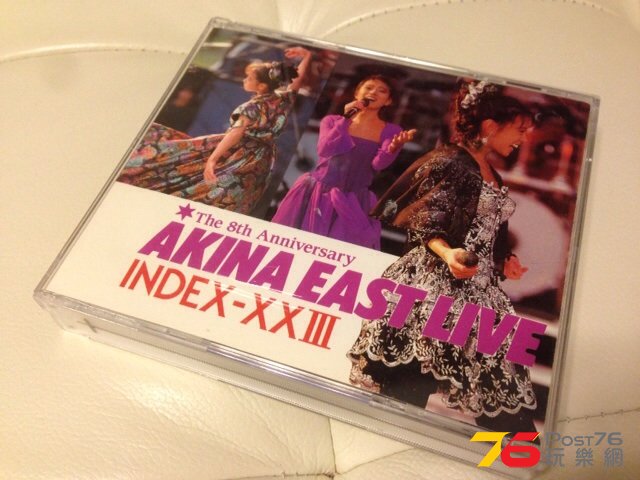 ★The 8th Anniversary
AKINA EAST LIVE
INDEX-XXIII
76 Post76
玩樂網